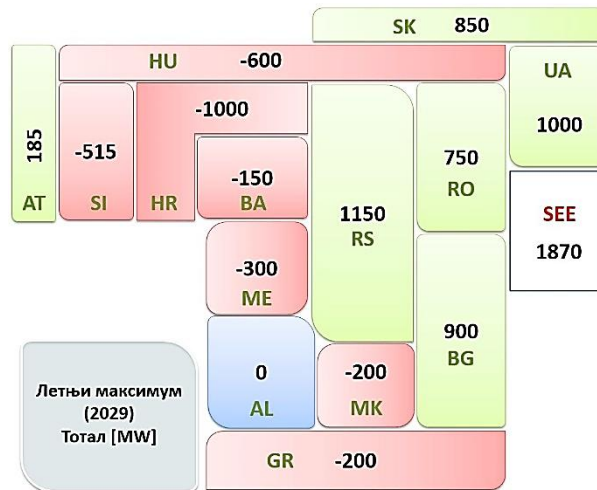 SK 850
HU -600
UA
1000
185
AT
-515
SI
-1000
HR
-150
BA
1150
RS
750
RO
SEE
1870
-300
ME
900
BG
0
AL
-200
MK
Летњи максимум
(2029)
Тотал [MW]
GR -200